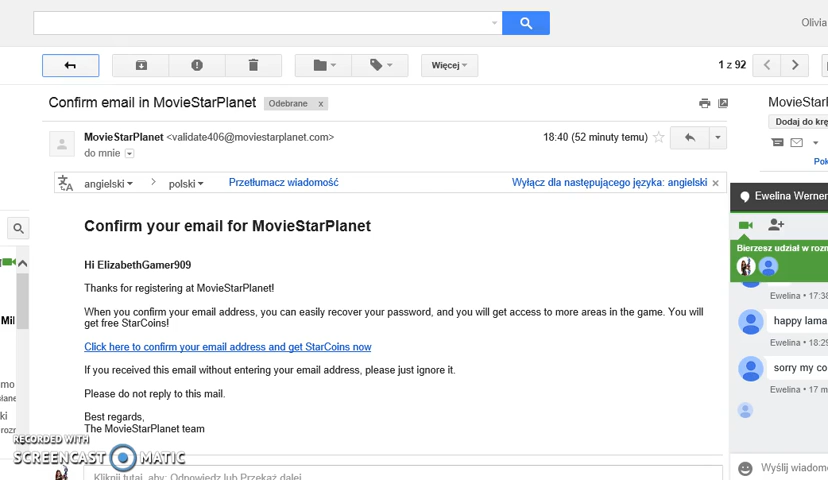 Olivia
Więcej
1 z 92
Confirm email in MovieStarPlanet
Odebrane x
MovieStarPlanet <validate406@moviestarplanet.com>
18:40 (52 minuty temu)
do mnie
angielski
polski
Przetłumacz wiadomość
Wyłącz dla następującego języka: angielski
Confirm your email for MovieStarPlanet
Hi ElizabethGamer909
Thanks for registering at MovieStarPlanet!
When you confirm your email address, you can easily recover your password, and you will get access to more areas in the game. You will
get free StarCoins!
Click here to confirm your email address and get StarCoins now
If you received this email without entering your email address, please just ignore it.
Please do not reply to this mail.
Best regards,
The MovieStarPlanet team
Kliknij tutaj, aby: Odpowiedz lub Przekaż dalej
MovieStarP
Dodaj do krę
Pok
Ewelina Werner
Bierzesz udział w rozm
Ewelina • 17:38
happy lama
Ewelina • 18:29
sorry my co
Ewelina • 17 m
Wyślij wiadomo
Mil
RECORDED WITH
SCREENCAST MATIC